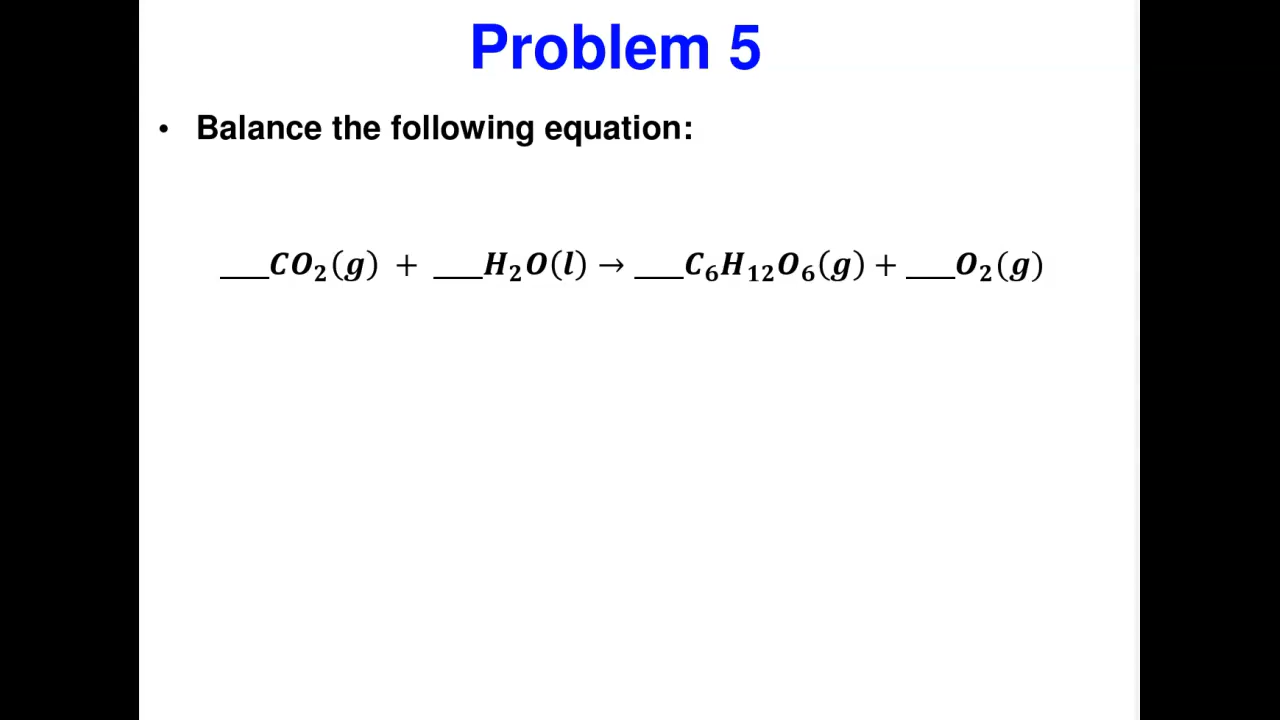 Problem 5
• Balance the following equation:
___CO₂(g) + ___H₂O(l) → ___C₆H₁₂O₆(g) + ___O₂(g)